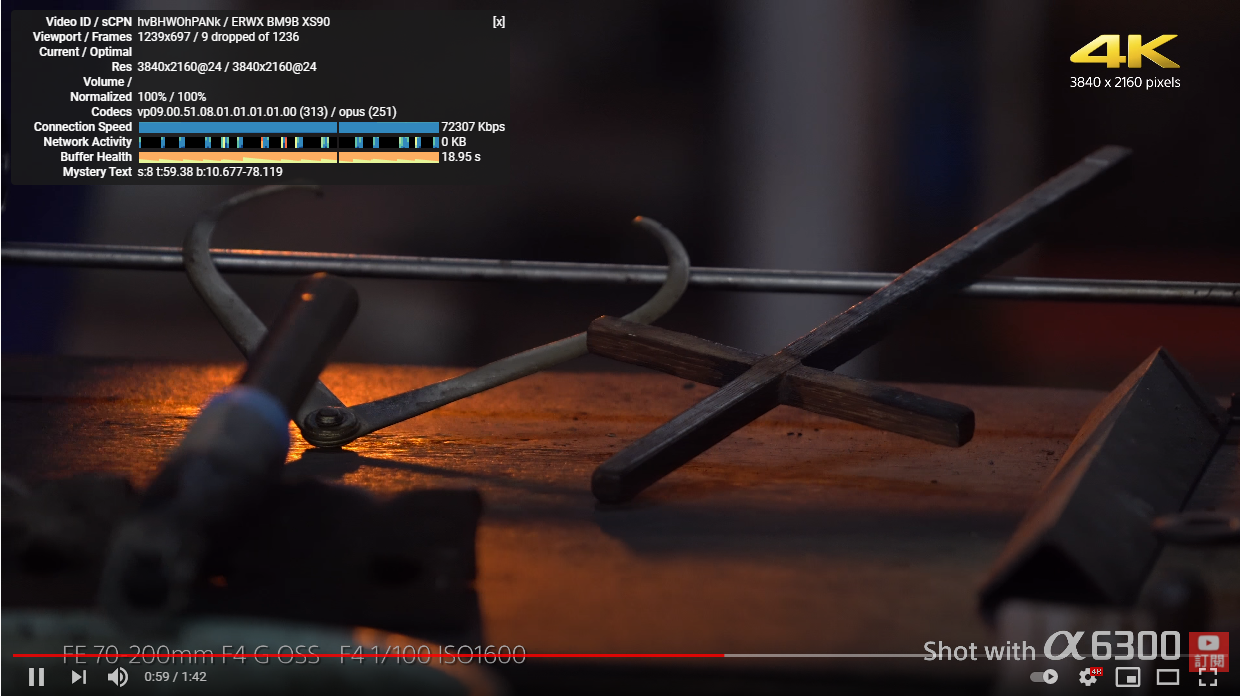 Video ID / sCPN hvBHWOhPANk / ERWX BM9B XS90 [x]
Viewport / Frames 1239x697 / 9 dropped of 1236
Current / Optimal
Res 3840x2160@24 / 3840x2160@24
Volume /
Normalized 100% / 100%
Codecs vp09.00.51.08.01.01.01.01.00 (313) / opus (251)
Connection Speed 72307 Kbps
Network Activity 0 KB
Buffer Health 18.95 s
Mystery Text s:8 t:59.38 b:10.677-78.119
4K
3840 x 2160 pixels
FE 70-200mm F4 G OSS F4 1/100 ISO1600
Shot with α6300
訂閱
0:59 / 1:42
4K